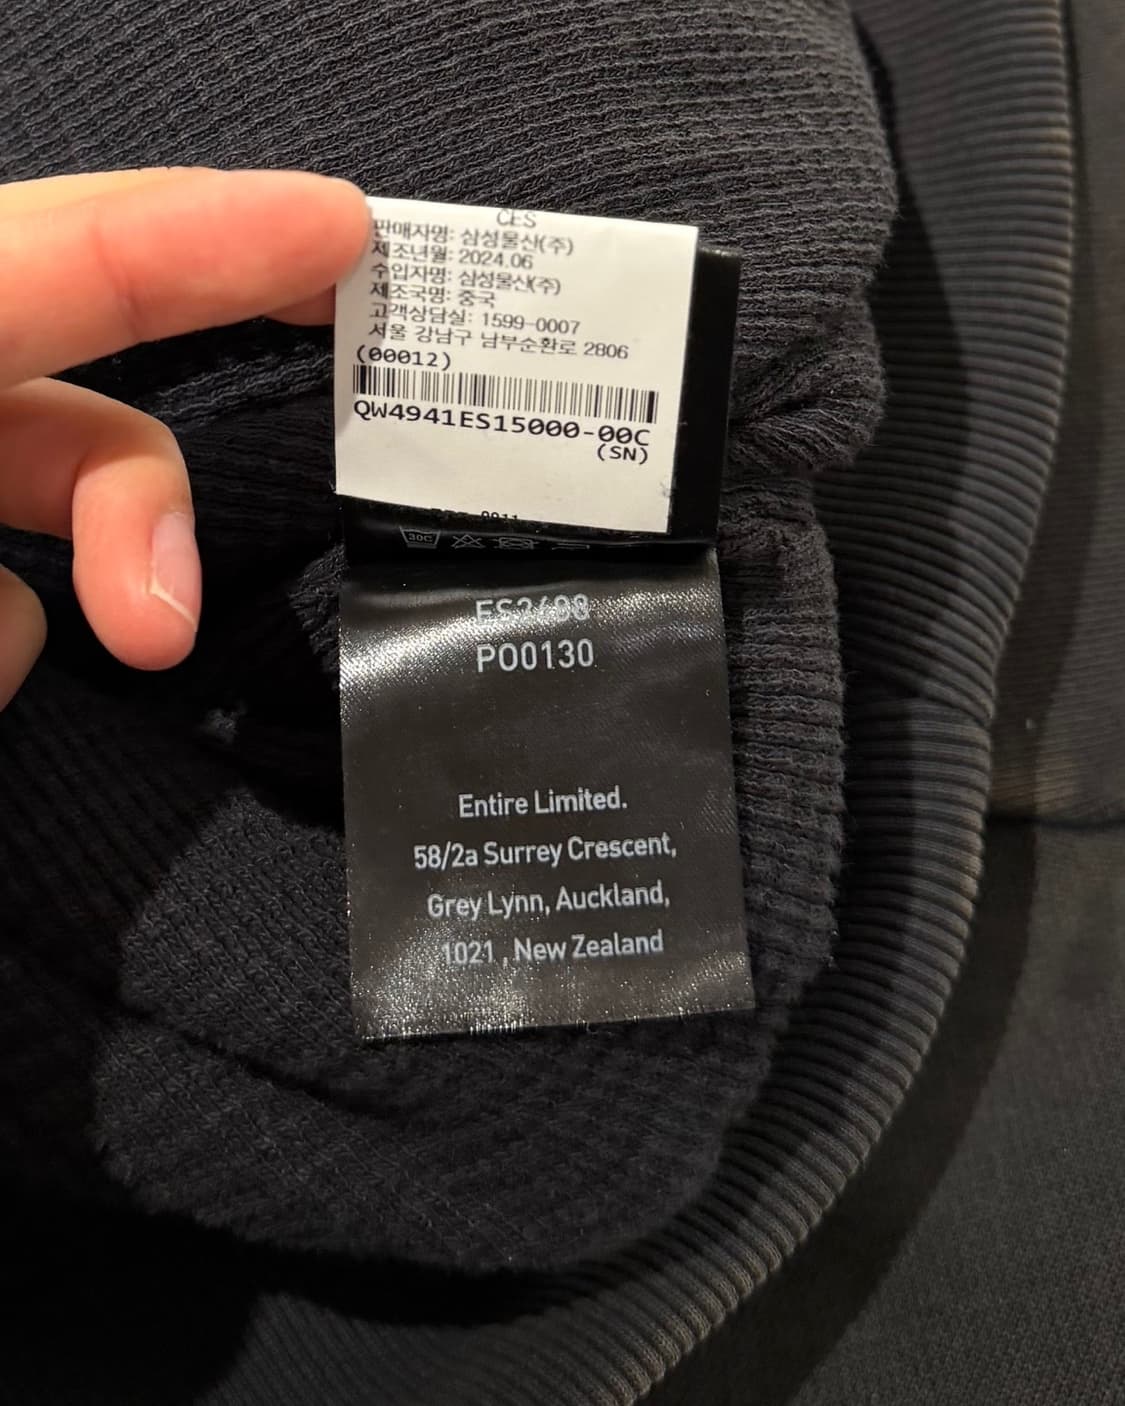 CES
판매자명: 삼성물산(주)
제조년월: 2024.06
수입자명: 삼성물산(주)
제조국명: 중국
고객상담실: 1599-0007
서울 강남구 남부순환로 2806
(00012)
QW4941ES15000-00C
(SN)
30C
PO0130
Entire Limited.
58/2a Surrey Crescent,
Grey Lynn, Auckland,
1021 , New Zealand